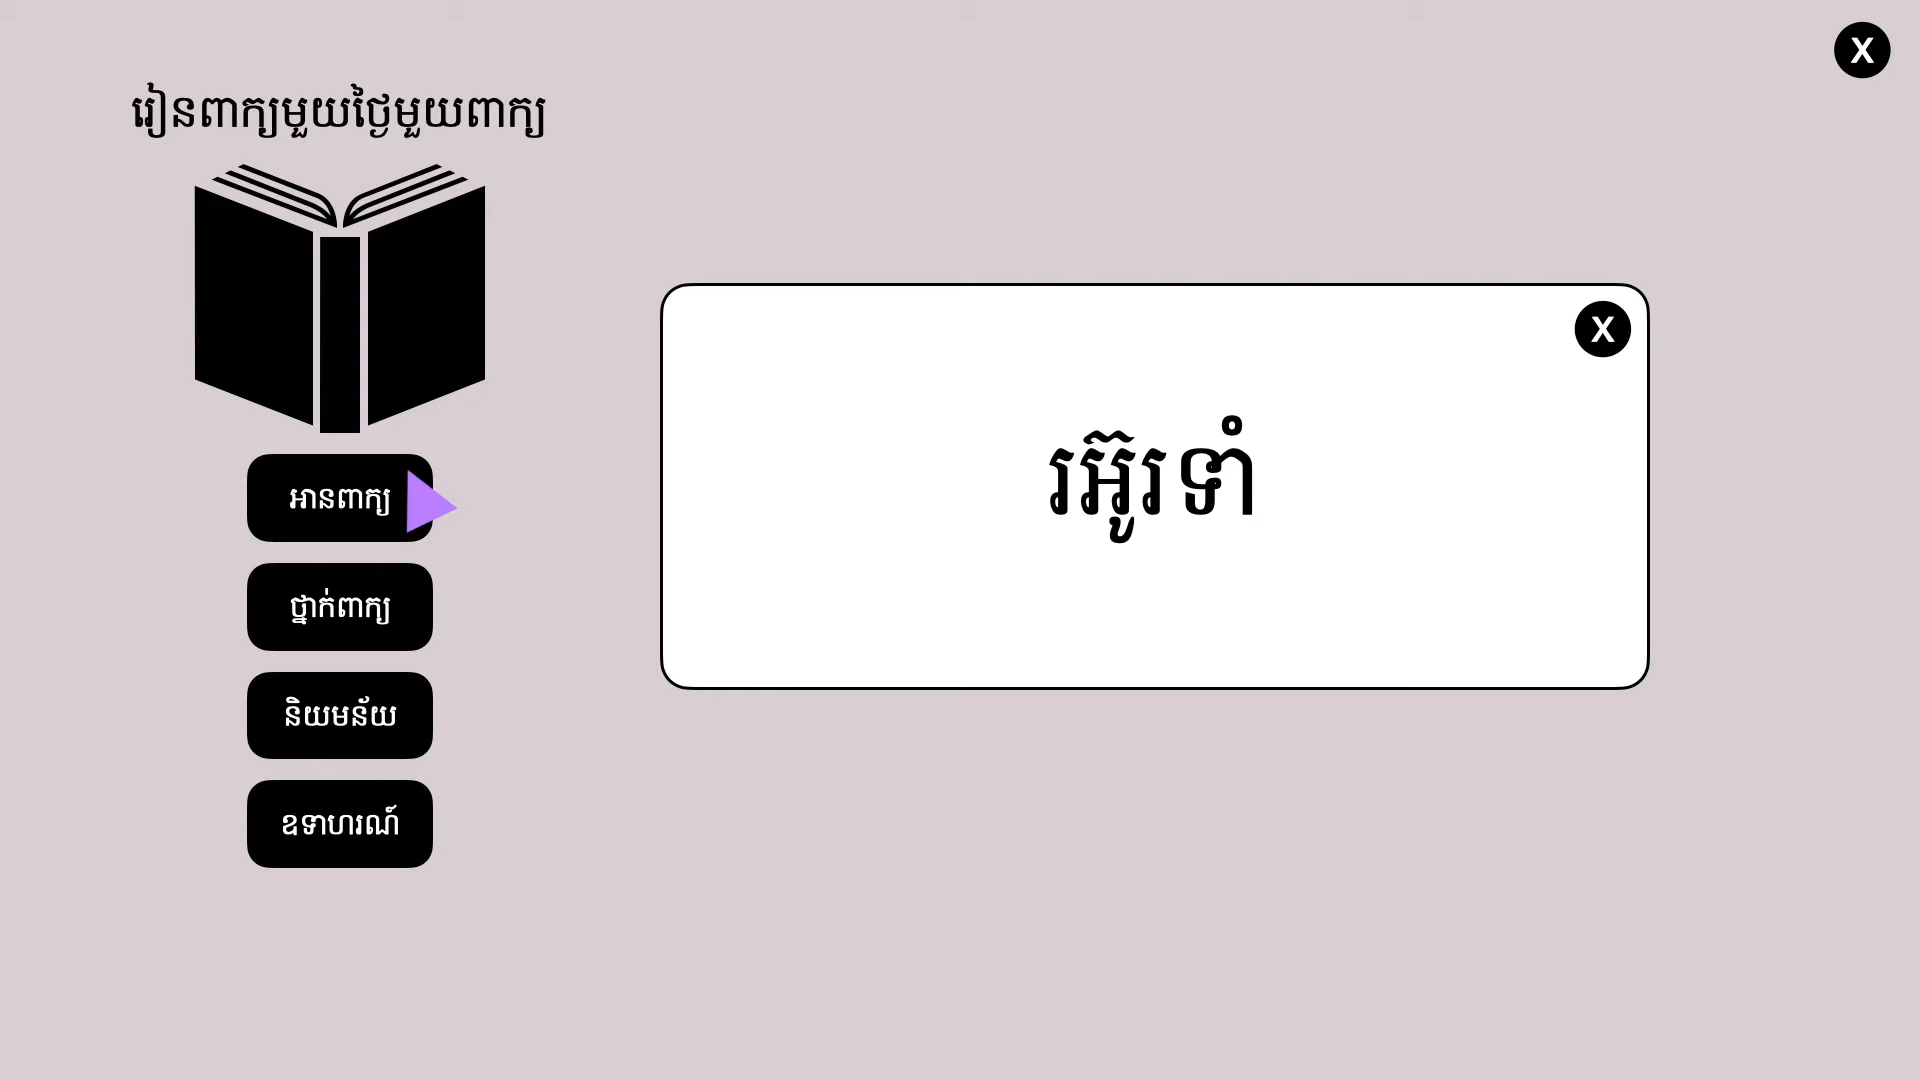 X
រៀនពាក្យមួយថ្ងៃមួយពាក្យ
X
រអ៊ូរទាំ
អានពាក្យ
ថ្នាក់ពាក្យ
និយមន័យ
ឧទាហរណ៍